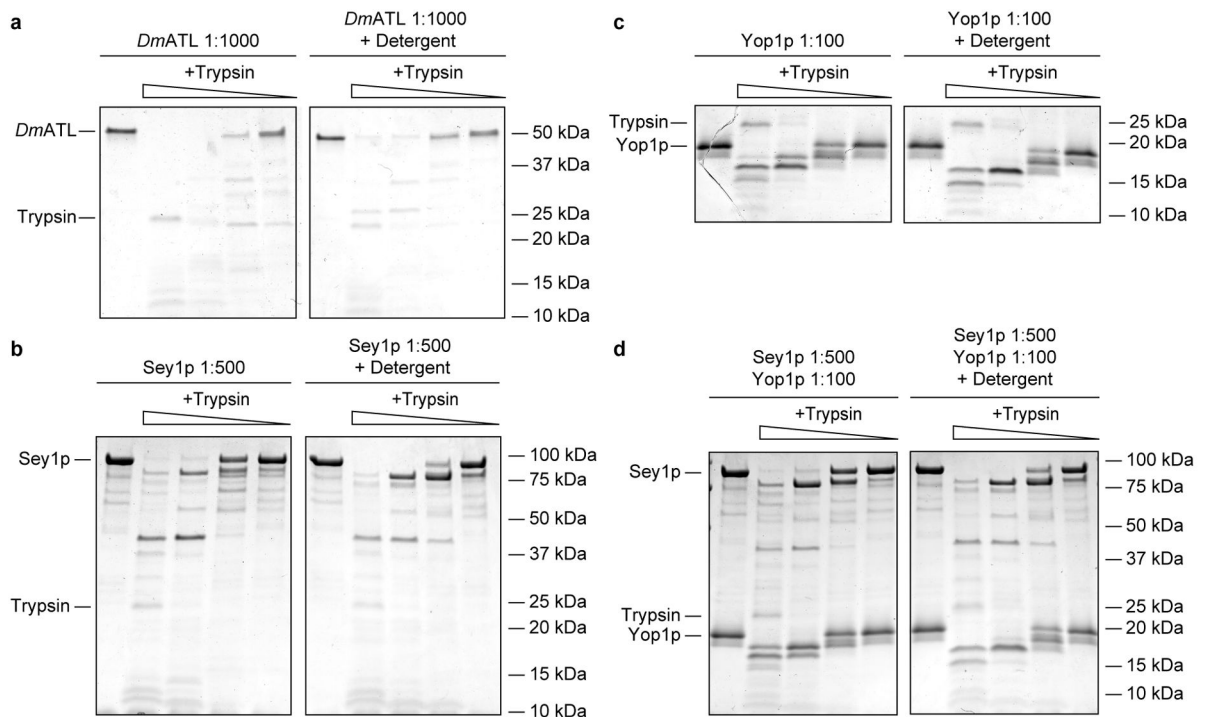 a
DmATL 1:1000
DmATL 1:1000
+ Detergent
+Trypsin
+Trypsin
DmATL
Trypsin
50 kDa
37 kDa
25 kDa
20 kDa
15 kDa
10 kDa
b
Sey1p 1:500
Sey1p 1:500
+ Detergent
+Trypsin
+Trypsin
Sey1p
Trypsin
100 kDa
75 kDa
50 kDa
37 kDa
25 kDa
20 kDa
15 kDa
10 kDa
c
Yop1p 1:100
Yop1p 1:100
+ Detergent
+Trypsin
+Trypsin
Trypsin
Yop1p
25 kDa
20 kDa
15 kDa
10 kDa
d
Sey1p 1:500
Yop1p 1:100
Sey1p 1:500
Yop1p 1:100
+ Detergent
+Trypsin
+Trypsin
Sey1p
Trypsin
Yop1p
100 kDa
75 kDa
50 kDa
37 kDa
25 kDa
20 kDa
15 kDa
10 kDa